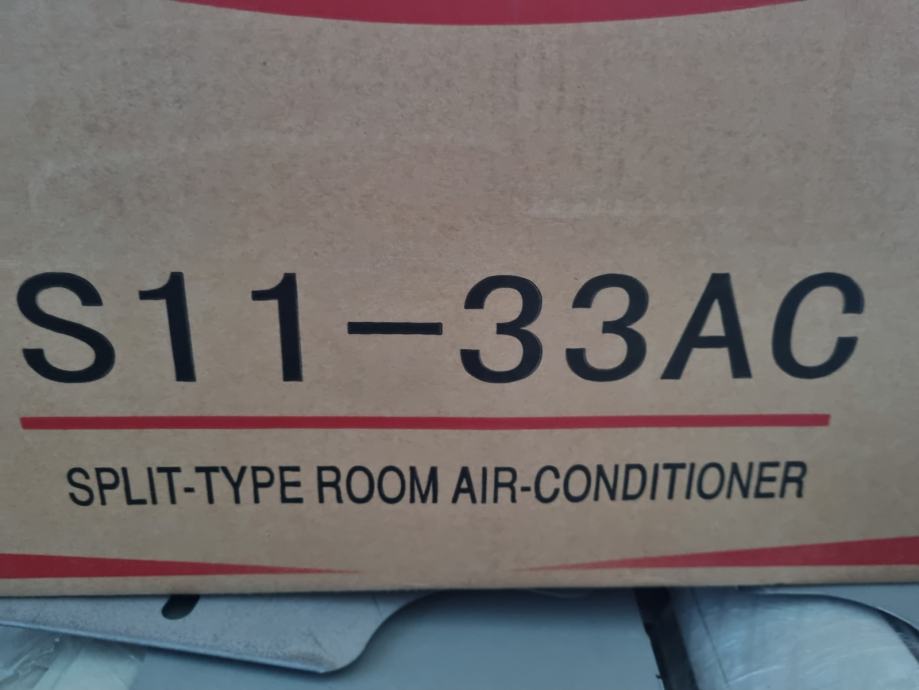 S11-33AC
SPLIT-TYPE ROOM AIR-CONDITIONER